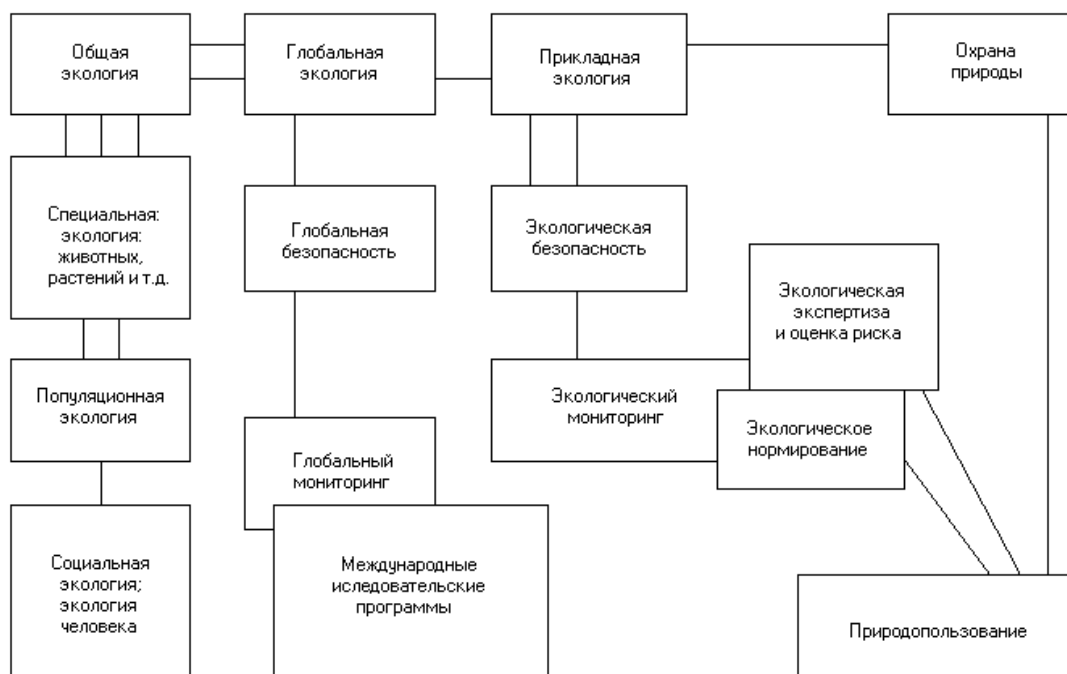 Общая
экология
Глобальная
экология
Прикладная
экология
Охрана
природы
Специальная:
экология:
животных,
растений и т.д.
Глобальная
безопасность
Экологическая
безопасность
Экологическая
экспертиза
и оценка риска
Популяционная
экология
Экологический
мониторинг
Экологическое
нормирование
Глобальный
мониторинг
Социальная
экология;
экология
человека
Международные
иследовательские
программы
Природопользование